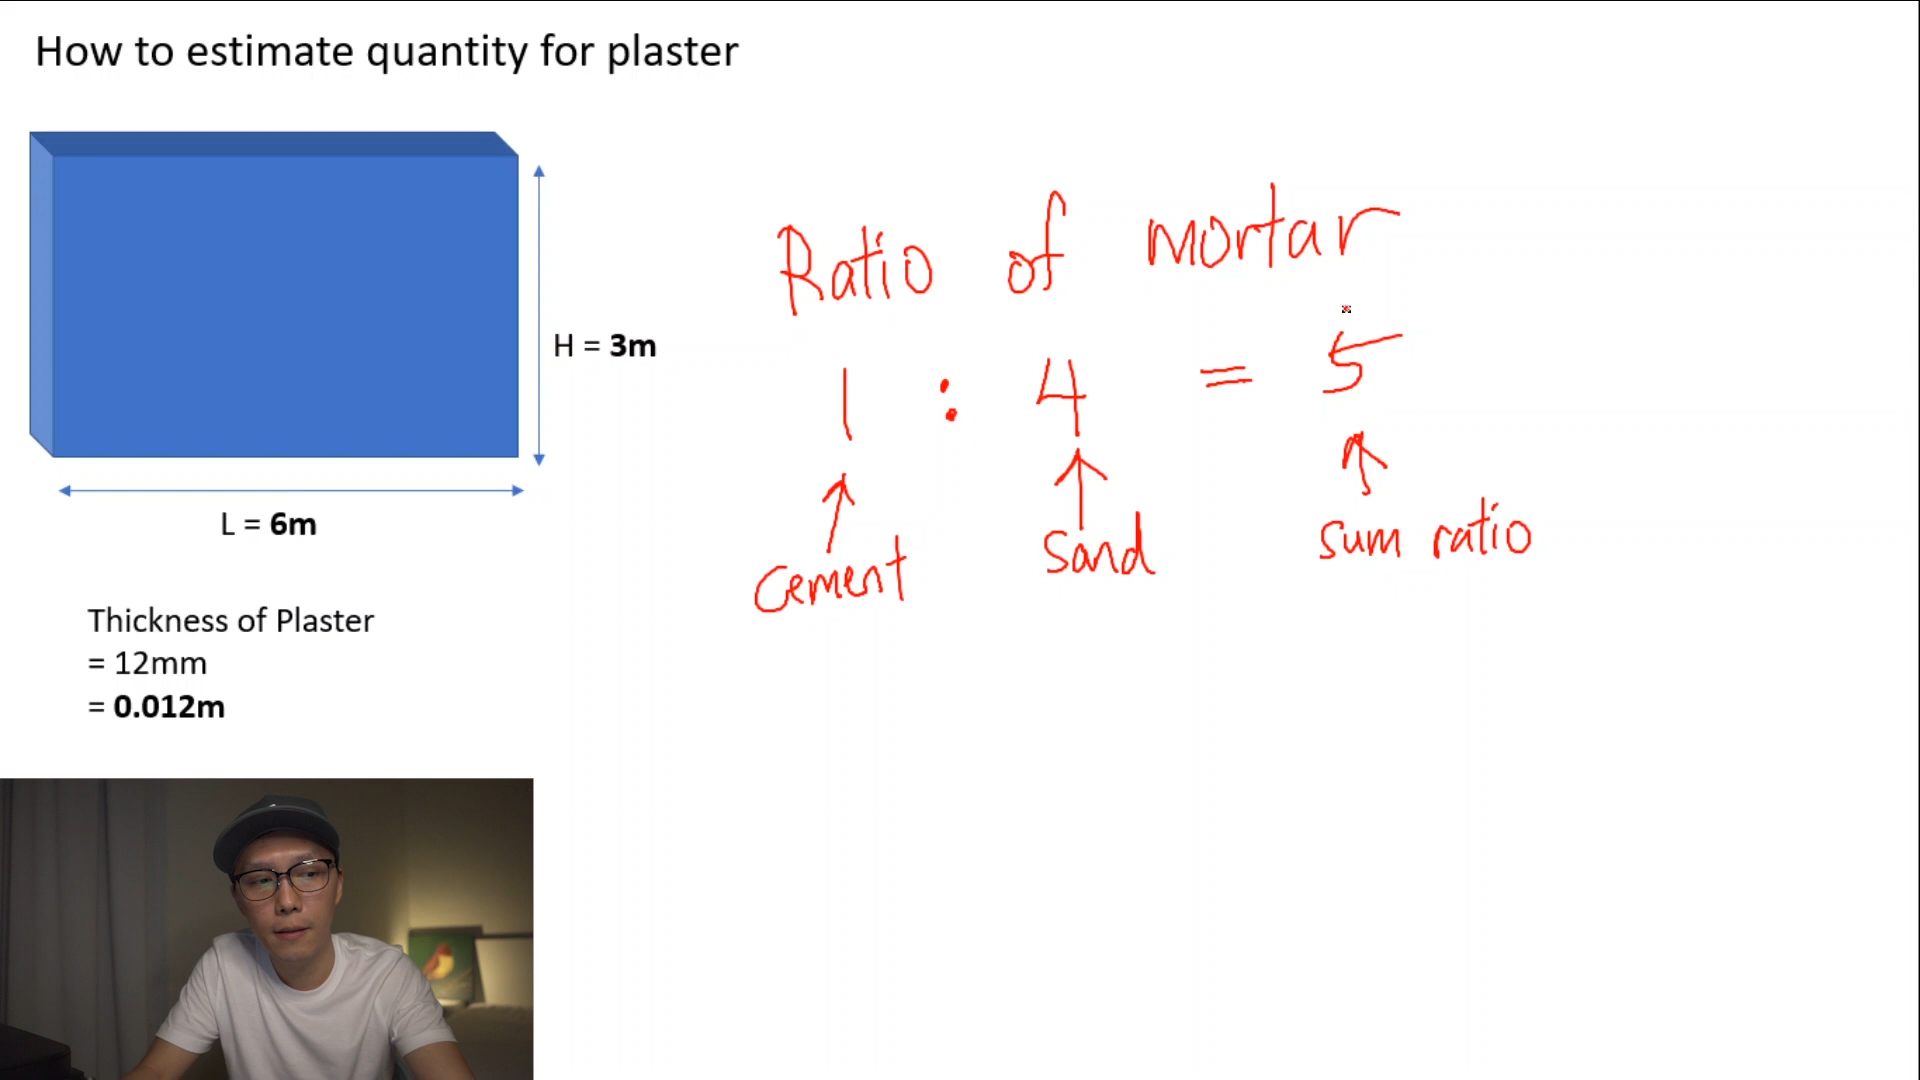 How to estimate quantity for plaster
H = 3m
L = 6m
Thickness of Plaster
= 12mm
= 0.012m
Ratio of mortar
1 : 4 = 5
cement sand sum ratio